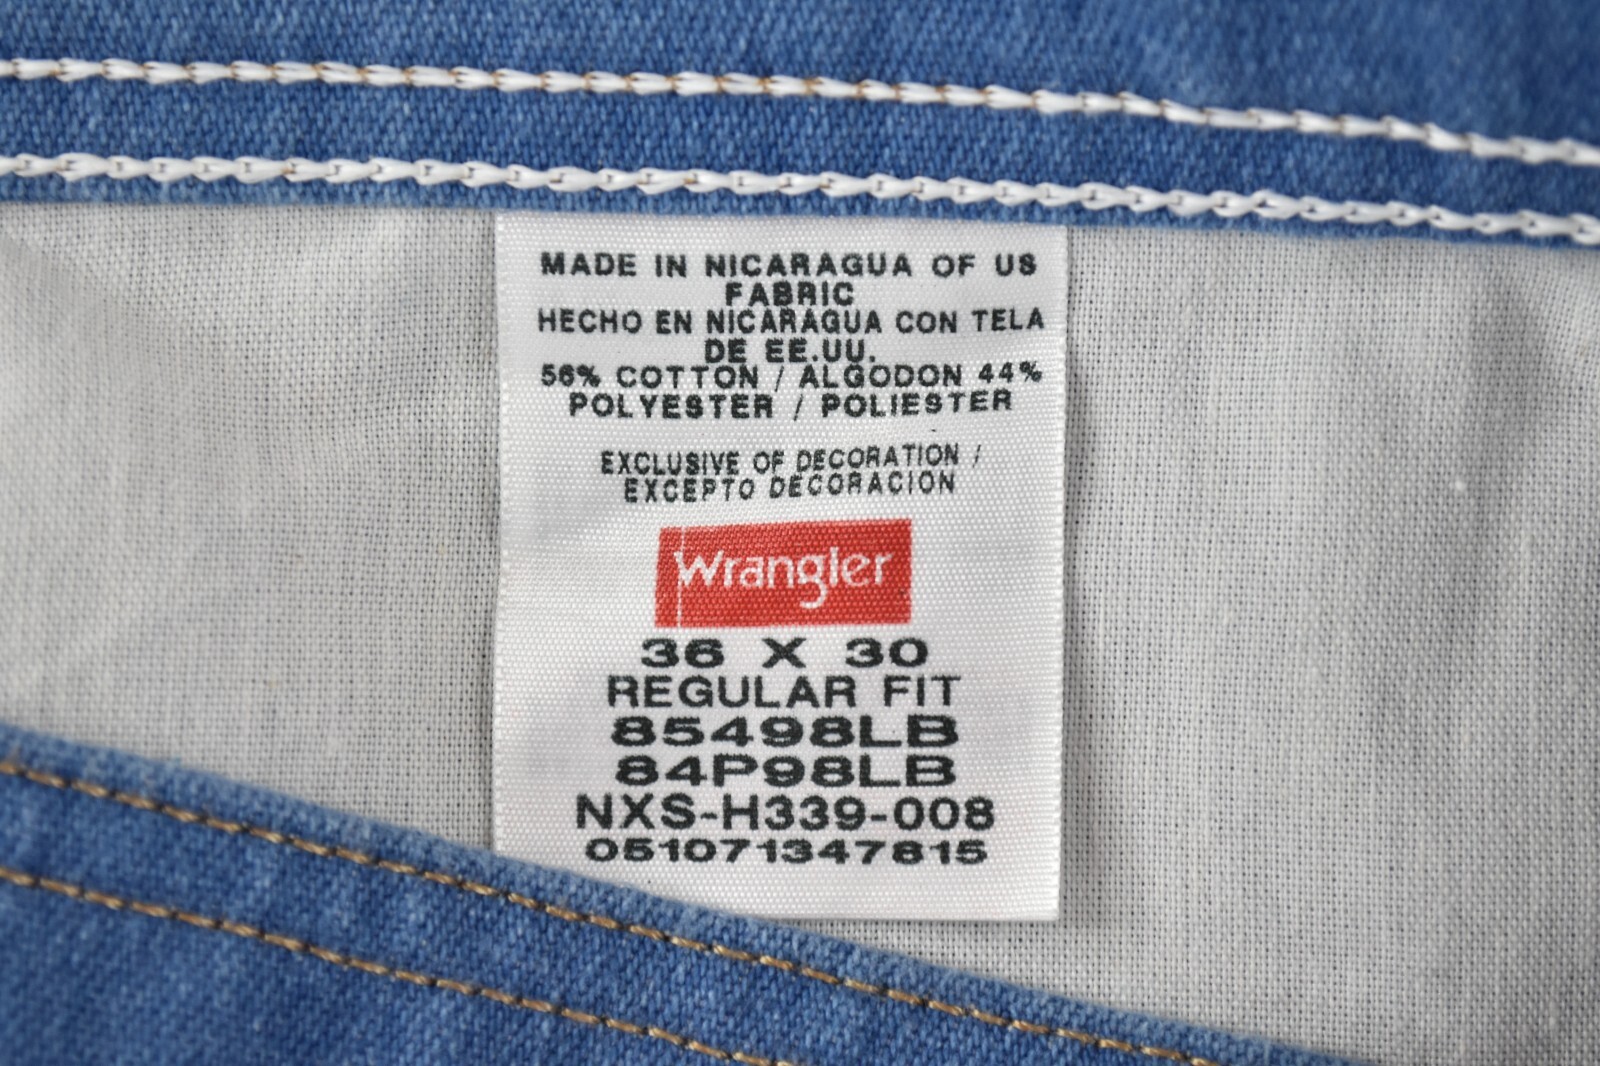 MADE IN NICARAGUA OF US
FABRIC
HECHO EN NICARAGUA CON TELA
DE EE.UU.
56% COTTON / ALGODON 44%
POLYESTER / POLIESTER
EXCLUSIVE OF DECORATION /
EXCEPTO DECORACION
Wrangler
36 X 30
REGULAR FIT
85498LB
84P98LB
NXS-H339-008
051071347815